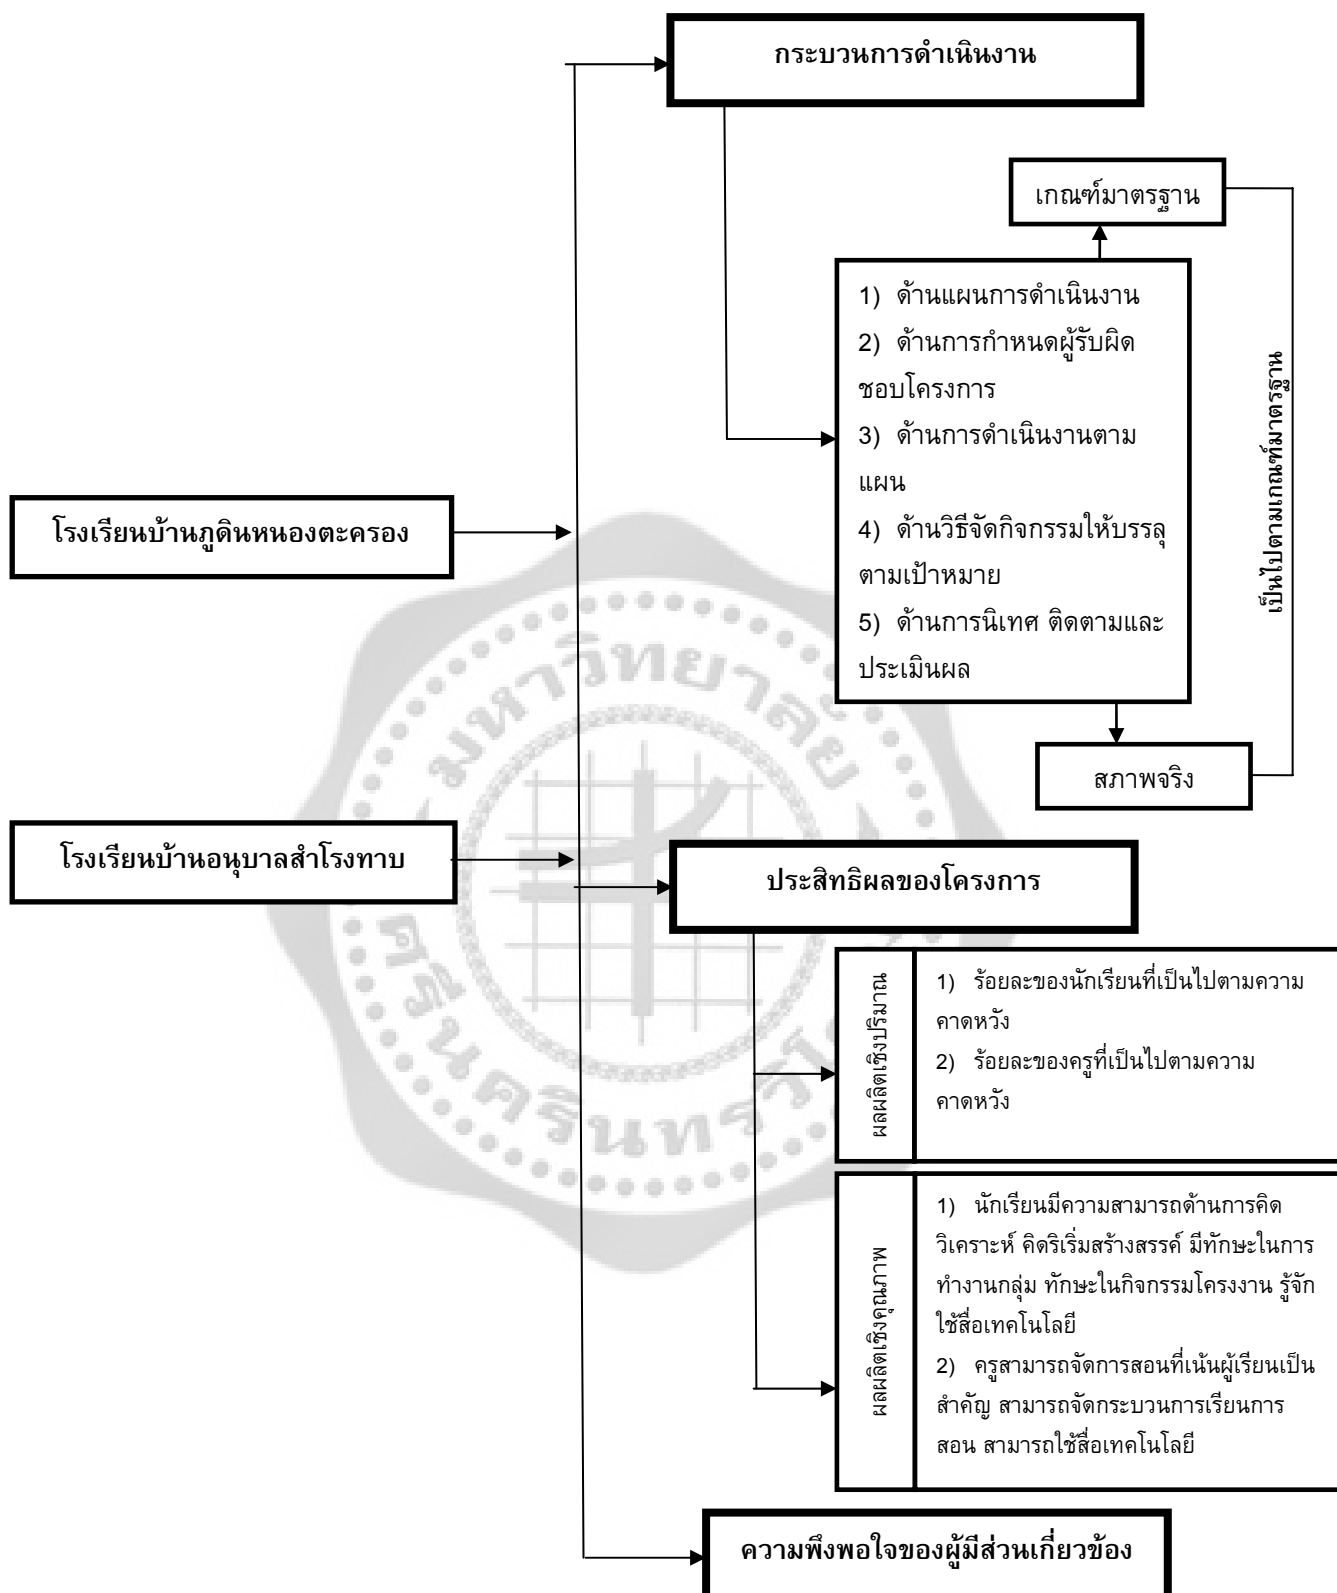 กระบวนการดำเนินงาน
เกณฑ์มาตรฐาน
1) ด้านแผนการดำเนินงาน
2) ด้านการกำหนดผู้รับผิด
ชอบโครงการ
3) ด้านการดำเนินงานตาม
แผน
4) ด้านวิธีจัดกิจกรรมให้บรรลุ
ตามเป้าหมาย
5) ด้านการนิเทศ ติดตามและ
ประเมินผล
เป็นไปตามเกณฑ์มาตรฐาน
สภาพจริง
โรงเรียนบ้านภูดินหนองตะครอง
โรงเรียนบ้านอนุบาลสำโรงทาบ
ประสิทธิผลของโครงการ
ผลผลิตเชิงปริมาณ
1) ร้อยละของนักเรียนที่เป็นไปตามความ
คาดหวัง
2) ร้อยละของครูที่เป็นไปตามความ
คาดหวัง
ผลผลิตเชิงคุณภาพ
1) นักเรียนมีความสามารถด้านการคิด
วิเคราะห์ คิดริเริ่มสร้างสรรค์ มีทักษะในการ
ทำงานกลุ่ม ทักษะในกิจกรรมโครงงาน รู้จัก
ใช้สื่อเทคโนโลยี
2) ครูสามารถจัดการสอนที่เน้นผู้เรียนเป็น
สำคัญ สามารถจัดกระบวนการเรียนการ
สอน สามารถใช้สื่อเทคโนโลยี
ความพึงพอใจของผู้มีส่วนเกี่ยวข้อง
มหาวิทยาลัย
ศรีนครินทรวิโ